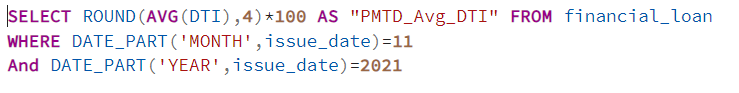 SELECT ROUND(AVG(DTI),4)*100 AS "PMTD_Avg_DTI" FROM financial_loan
WHERE DATE_PART('MONTH',issue_date)=11
And DATE_PART('YEAR',issue_date)=2021